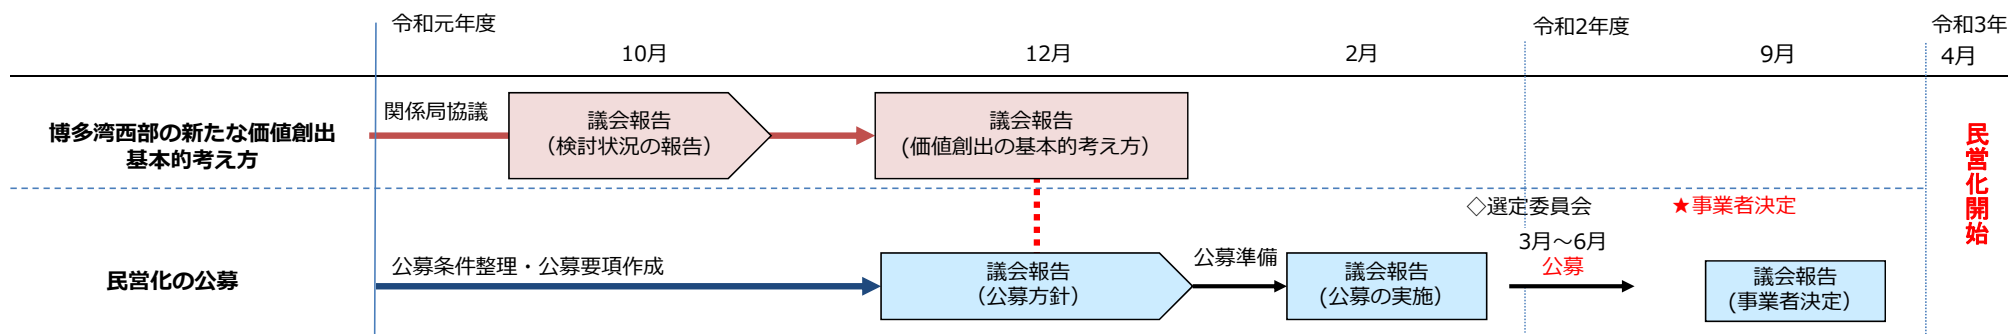 令和元年度
令和2年度
令和3年
10月
12月
2月
9月
4月
博多湾西部の新たな価値創出
基本的考え方
関係局協議
議会報告
（検討状況の報告）
議会報告
(価値創出の基本的考え方）
民営化開始
◇選定委員会
★事業者決定
民営化の公募
公募条件整理・公募要項作成
議会報告
（公募方針）
公募準備
議会報告
(公募の実施）
3月～6月
公募
議会報告
(事業者決定）